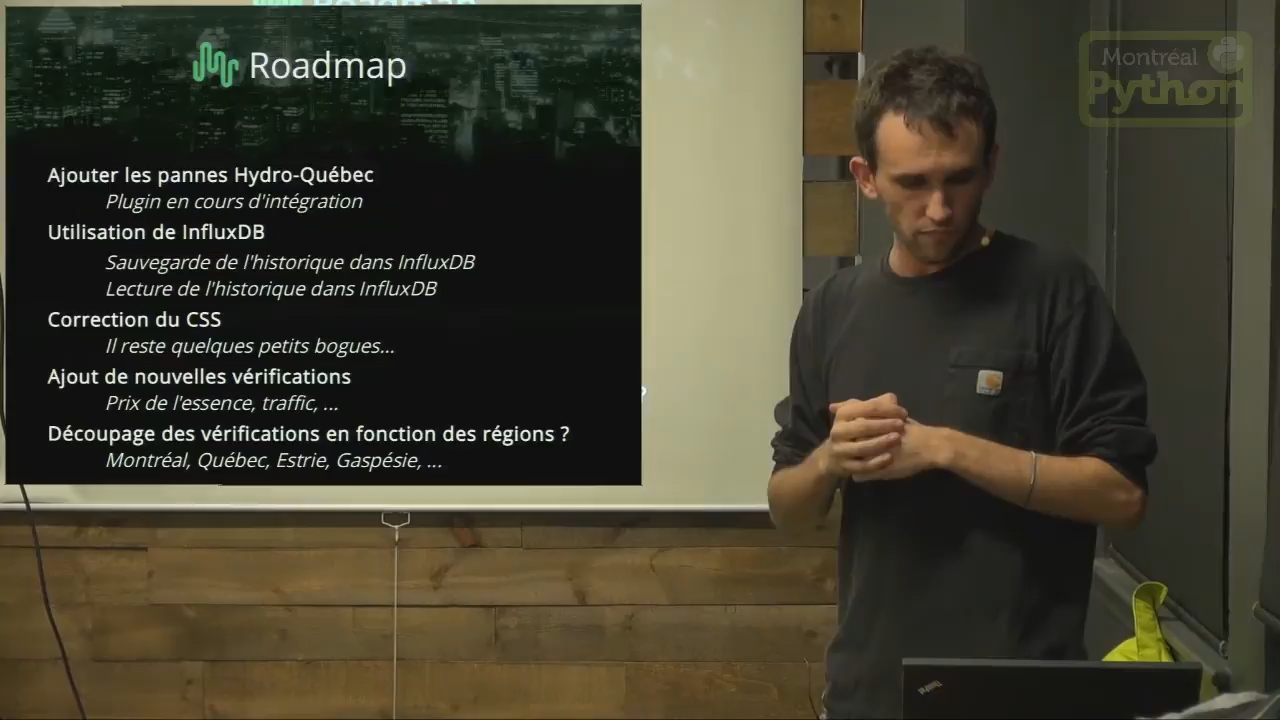 Roadmap
Ajouter les pannes Hydro-Québec
Plugin en cours d'intégration
Utilisation de InfluxDB
Sauvegarde de l'historique dans InfluxDB
Lecture de l'historique dans InfluxDB
Correction du CSS
Il reste quelques petits bogues...
Ajout de nouvelles vérifications
Prix de l'essence, traffic, ...
Découpage des vérifications en fonction des régions ?
Montréal, Québec, Estrie, Gaspésie, ...
Montréal
Python
ThinkPad